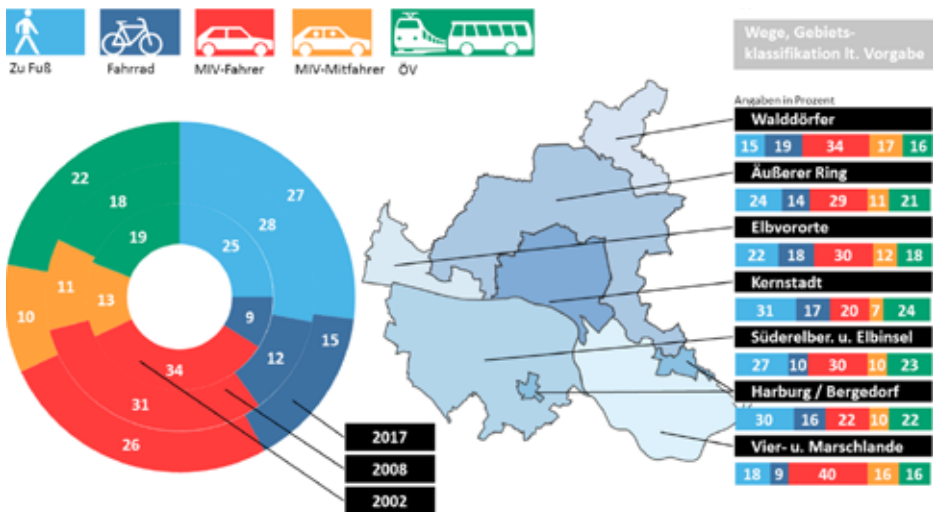 Zu Fuß
Fahrrad
MIV-Fahrer
MIV-Mitfahrer
ÖV
Wege, Gebiets-
klassifikation lt. Vorgabe
Angaben in Prozent
Walddörfer
15 19 34 17 16
Äußerer Ring
24 14 29 11 21
Elbvororte
22 18 30 12 18
Kernstadt
31 17 20 7 24
Süderelber. u. Elbinsel
27 10 30 10 23
Harburg / Bergedorf
30 16 22 10 22
Vier- u. Marschlande
18 9 40 16 16
22
27
18
28
19
25
11
13
10
9
12
15
34
31
26
2017
2008
2002